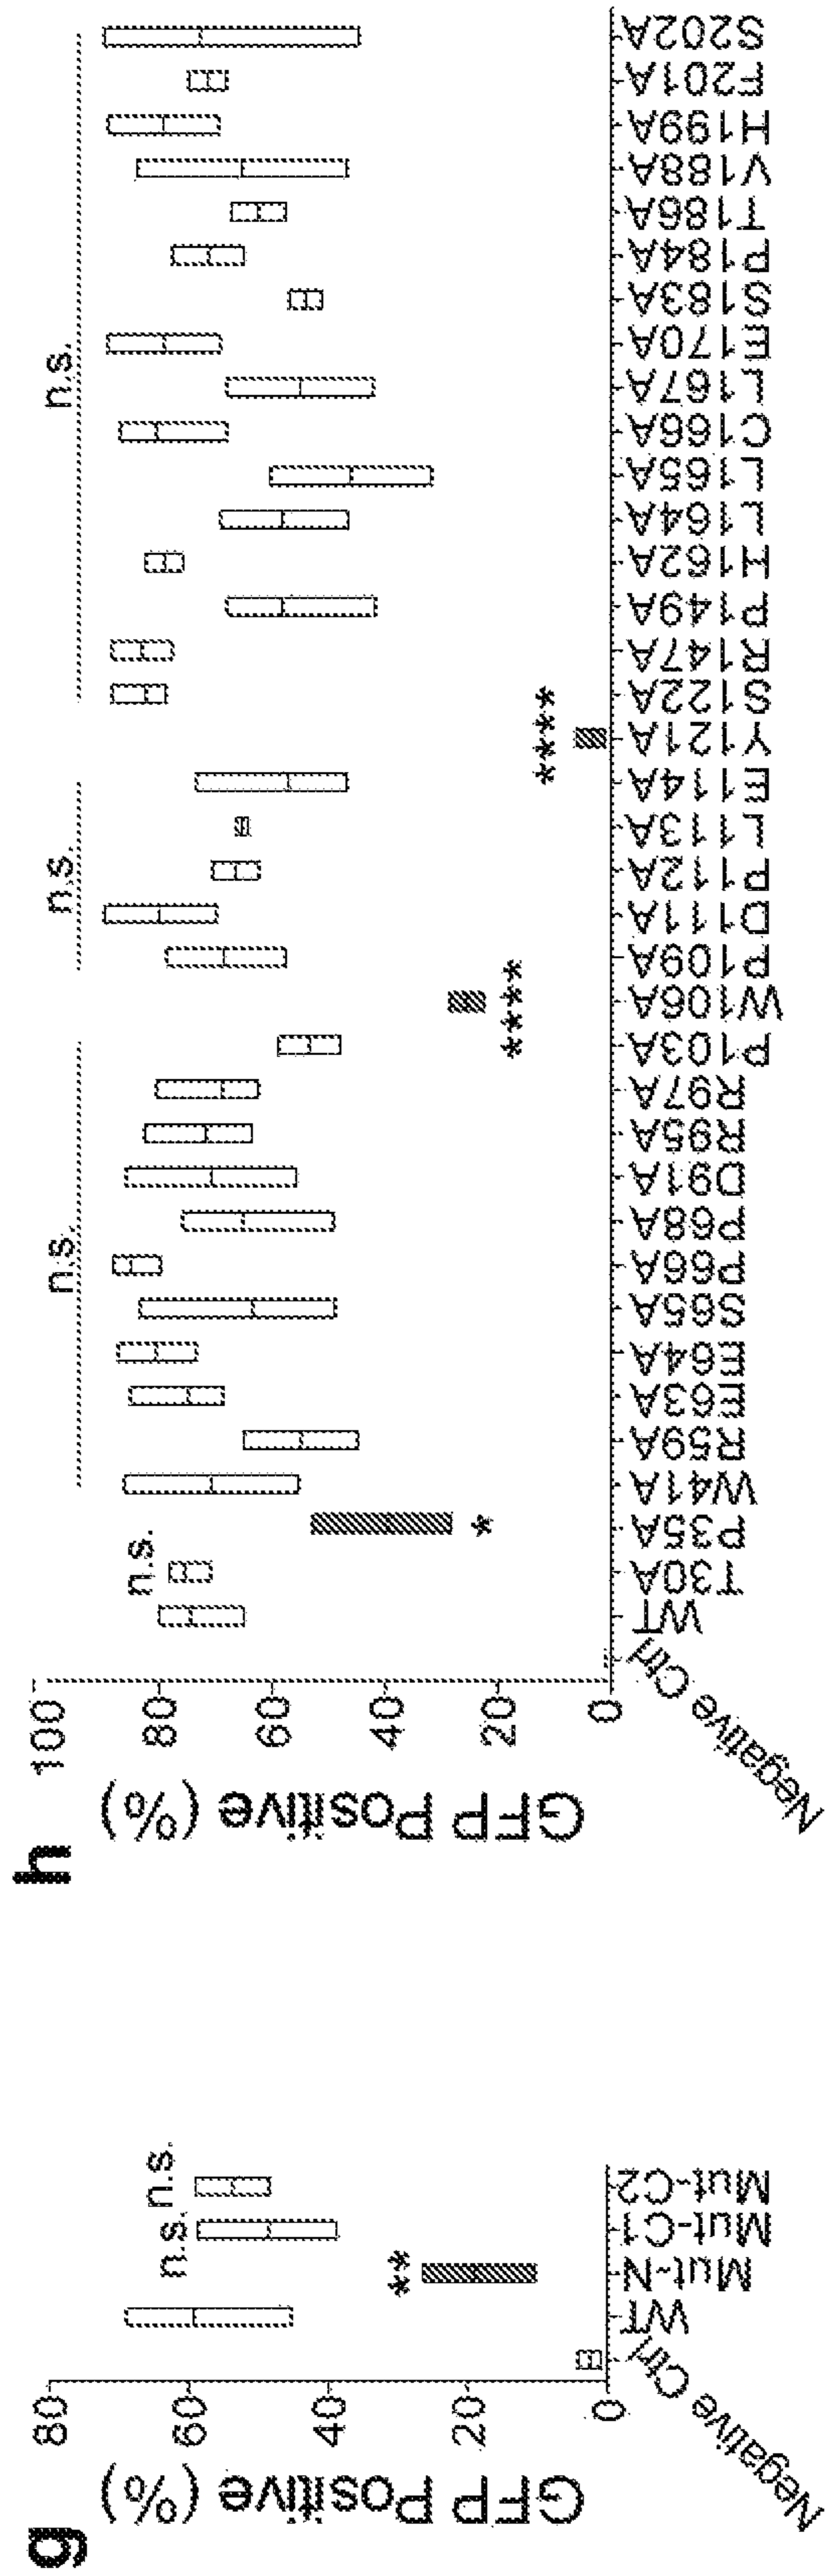 g
GFP Positive (%)
80
60
40
20
0
**
n.s.
n.s.
Negative Ctrl
WT
Mut-N
Mut-C1
Mut-C2
h
GFP Positive (%)
100
80
60
40
20
0
n.s.
n.s.
n.s.
n.s.
*
****
****
Negative Ctrl
WT
T30A
P35A
W41A
R59A
E63A
E64A
S65A
P66A
P68A
D91A
R95A
R97A
P103A
W106A
P109A
D111A
P112A
L113A
E114A
Y121A
S122A
R147A
P149A
H162A
L164A
L165A
C166A
L167A
E170A
S183A
P184A
T186A
V188A
H199A
F201A
S202A